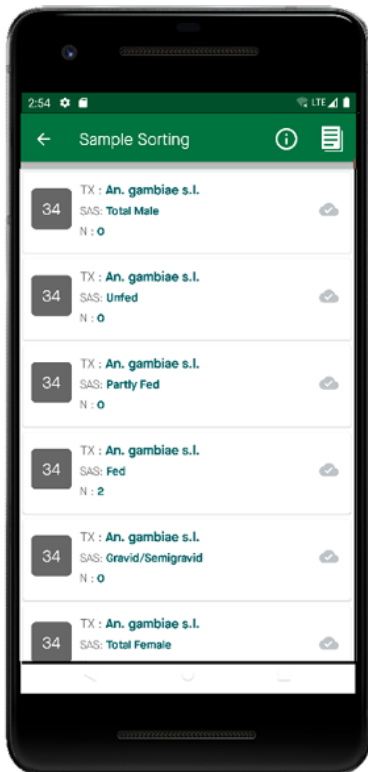 2:54 LTE
Sample Sorting
34
TX : An. gambiae s.l.
SAS: Total Male
N : 0
34
TX : An. gambiae s.l.
SAS: Unfed
N : 0
34
TX : An. gambiae s.l.
SAS: Partly Fed
N : 0
34
TX : An. gambiae s.l.
SAS: Fed
N : 2
34
TX : An. gambiae s.l.
SAS: Gravid/Semigravid
N : 0
34
TX : An. gambiae s.l.
SAS: Total Female